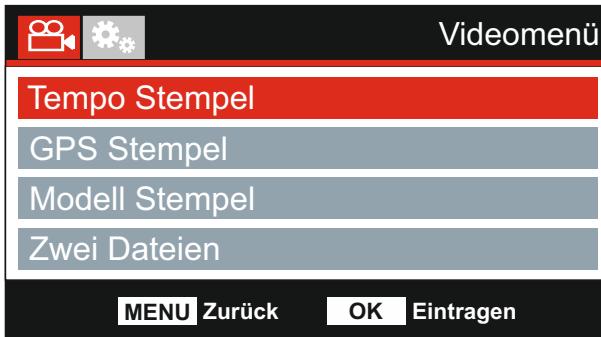 Videomenü
Tempo Stempel
GPS Stempel
Modell Stempel
Zwei Dateien
MENU Zurück OK Eintragen